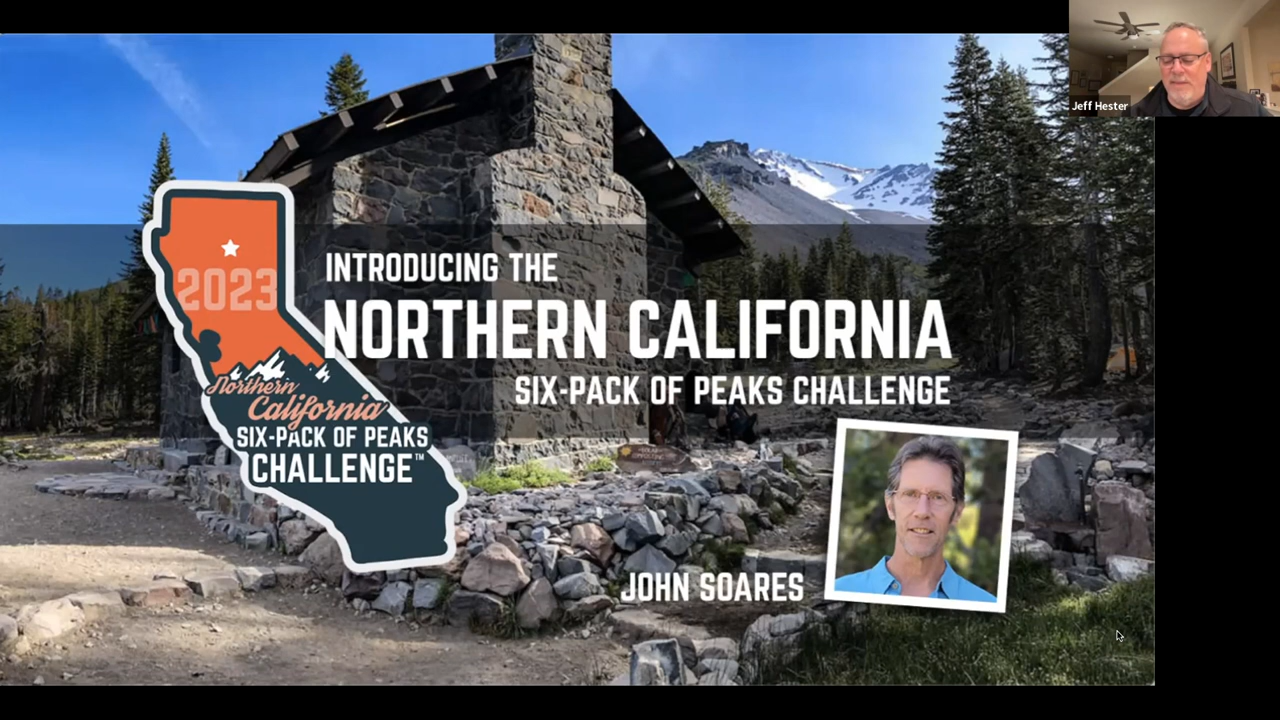 Jeff Hester
INTRODUCING THE
NORTHERN CALIFORNIA
SIX-PACK OF PEAKS CHALLENGE
2023
Northern
California
SIX-PACK OF PEAKS
CHALLENGE™
JOHN SOARES